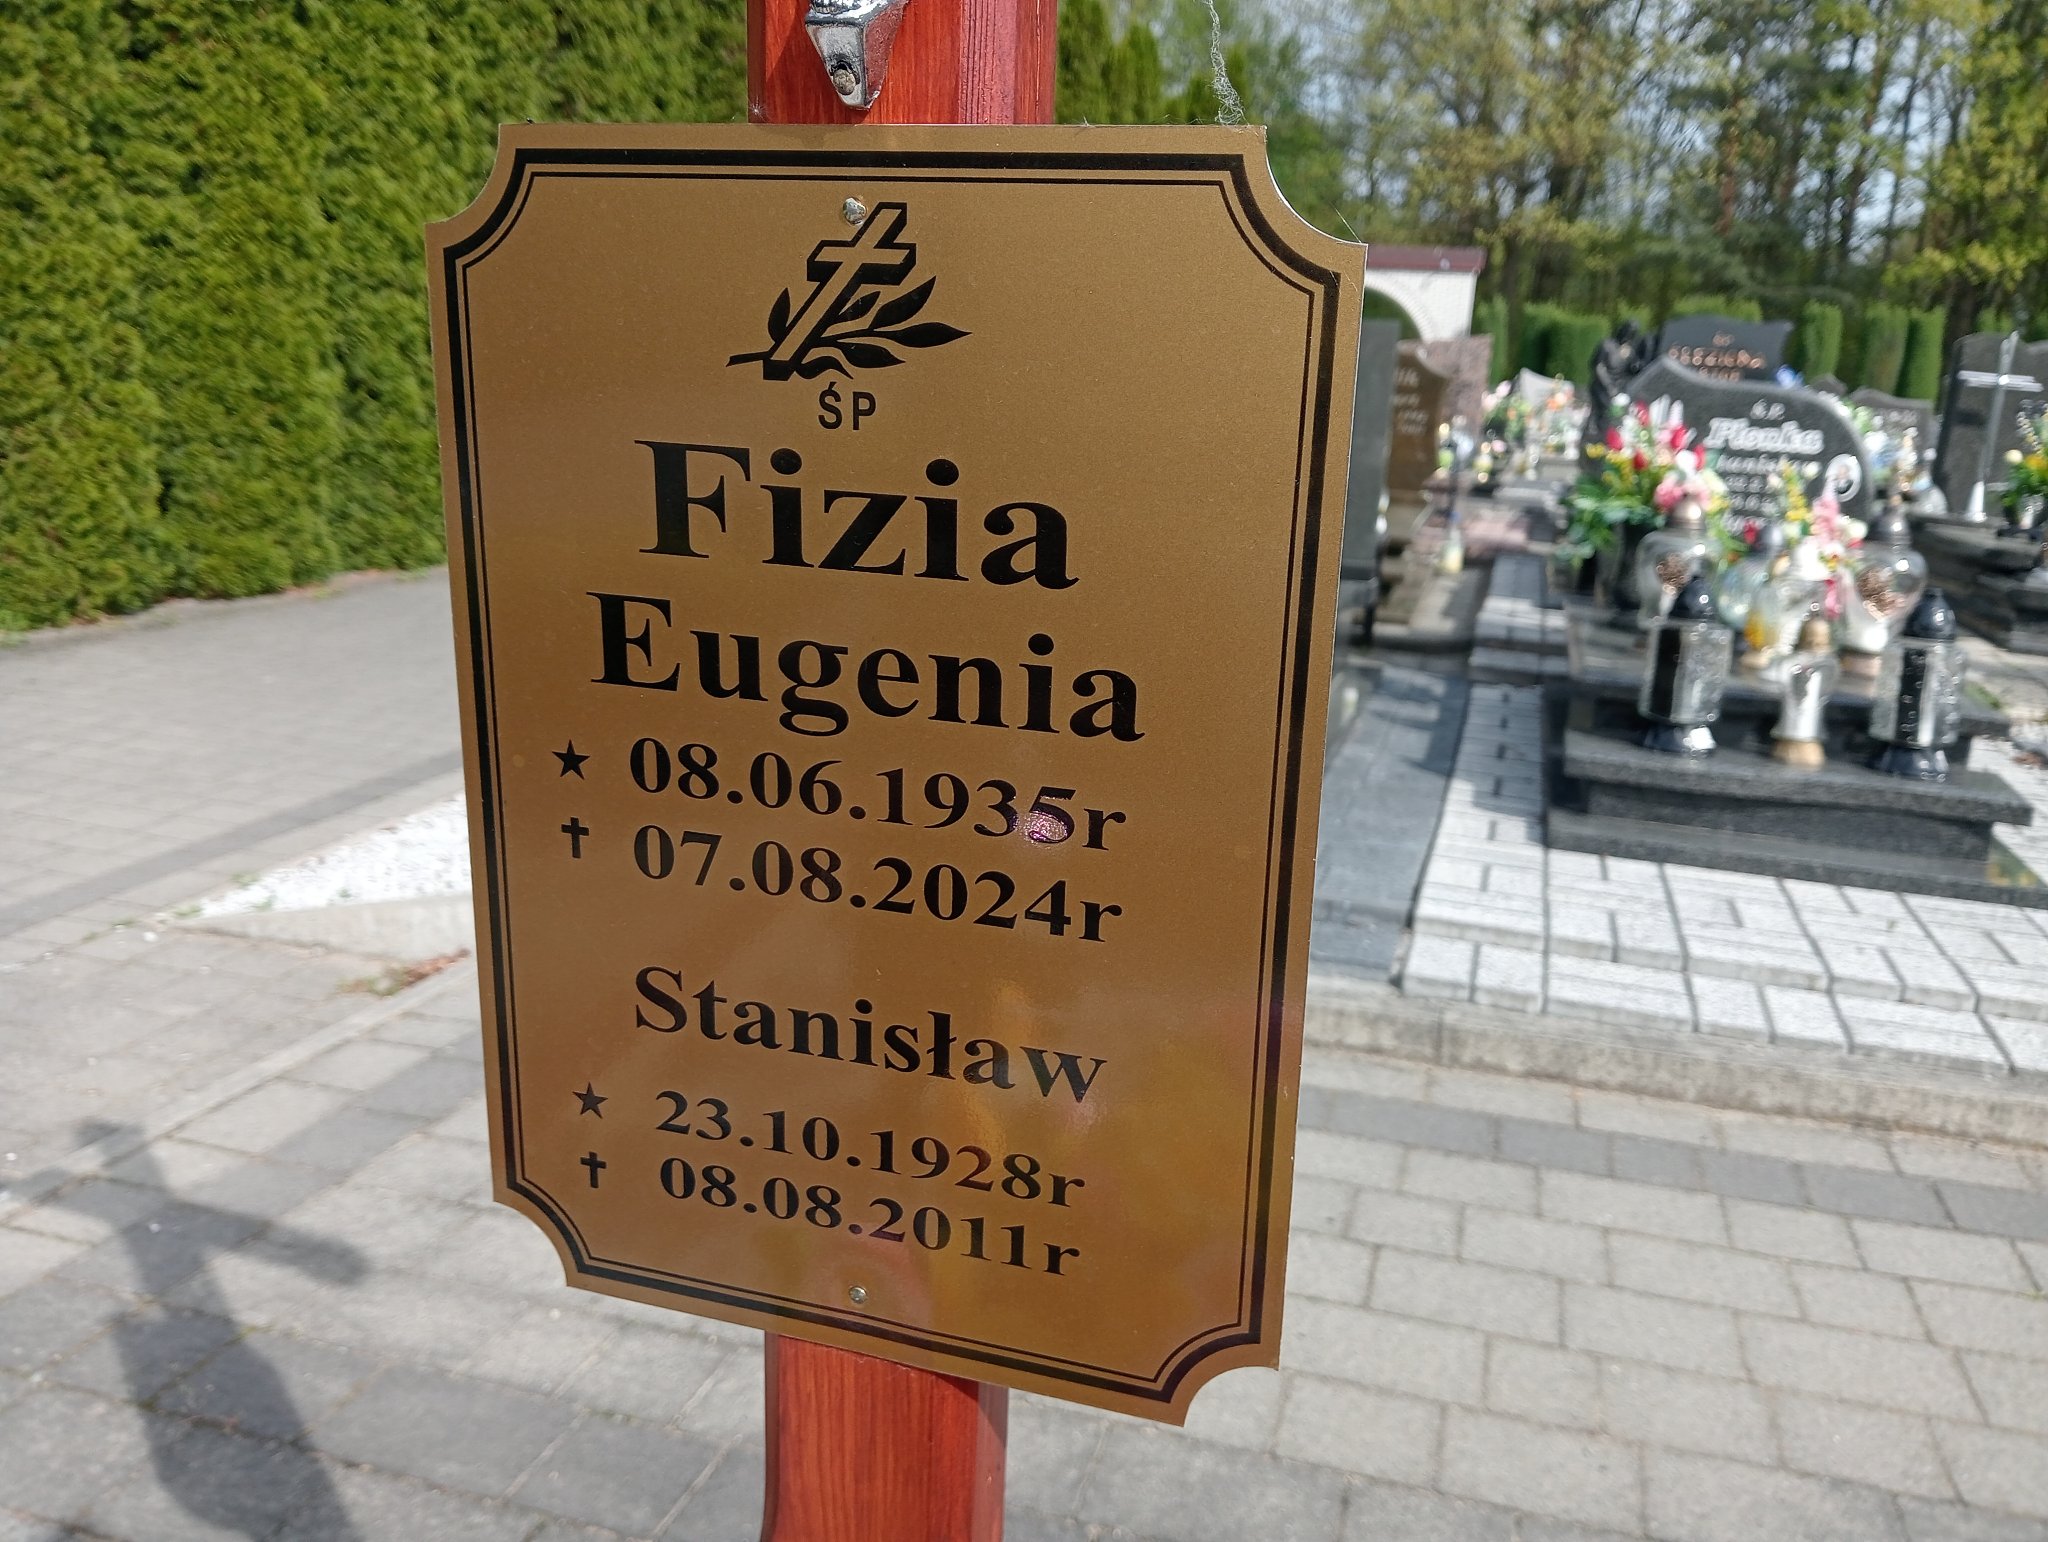 ŚP
Fizia
Eugenia
★ 08.06.1935r
✝ 07.08.2024r
Stanisław
★ 23.10.1928r
✝ 08.08.2011r
Ś.P.